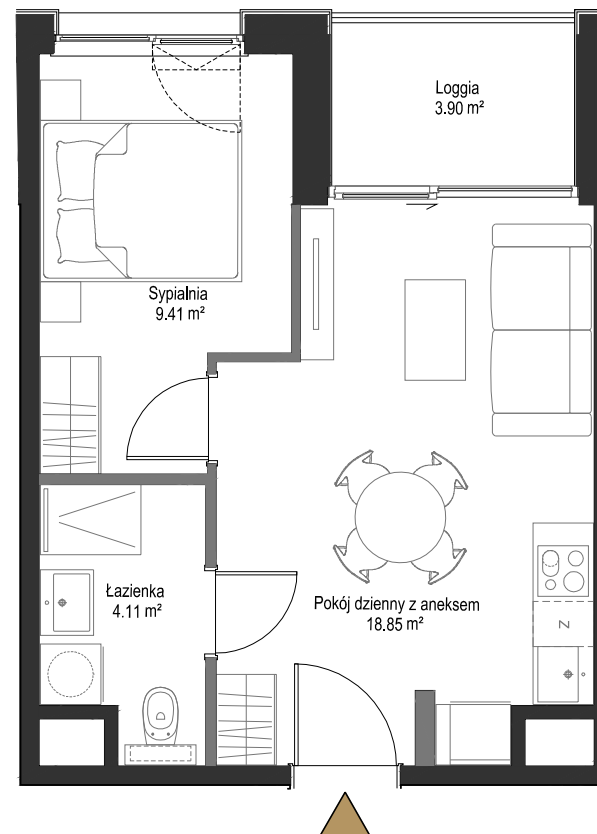 Loggia
3.90 m²
Sypialnia
9.41 m²
Łazienka
4.11 m²
Pokój dzienny z aneksem
18.85 m²
Z